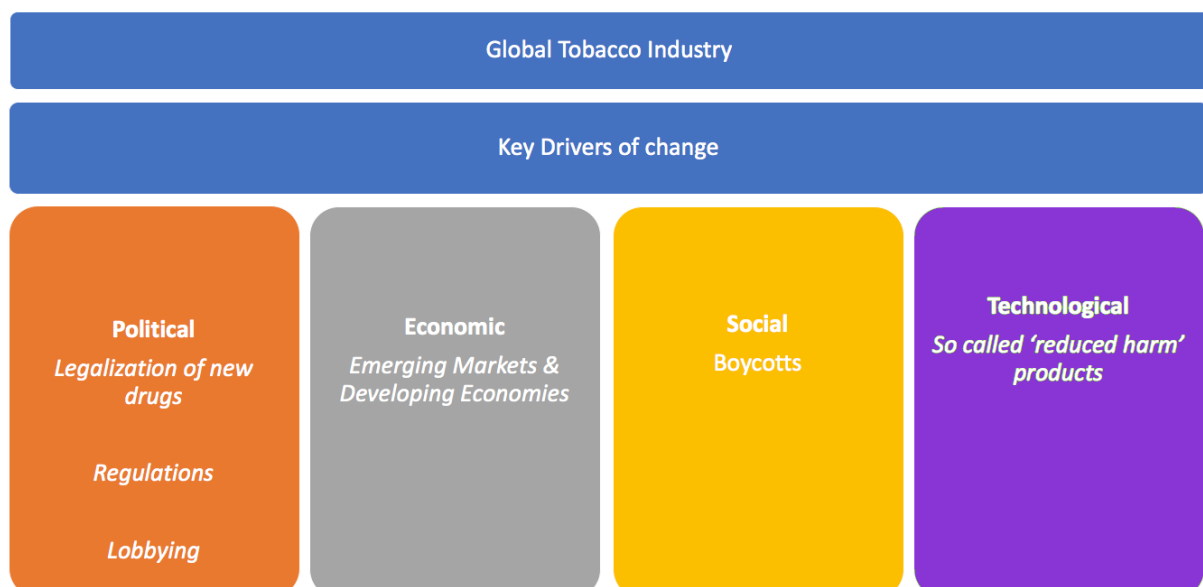 Global Tobacco Industry
Key Drivers of change
Political
Legalization of new
drugs
Regulations
Lobbying
Economic
Emerging Markets &
Developing Economies
Social
Boycotts
Technological
So called ‘reduced harm’
products